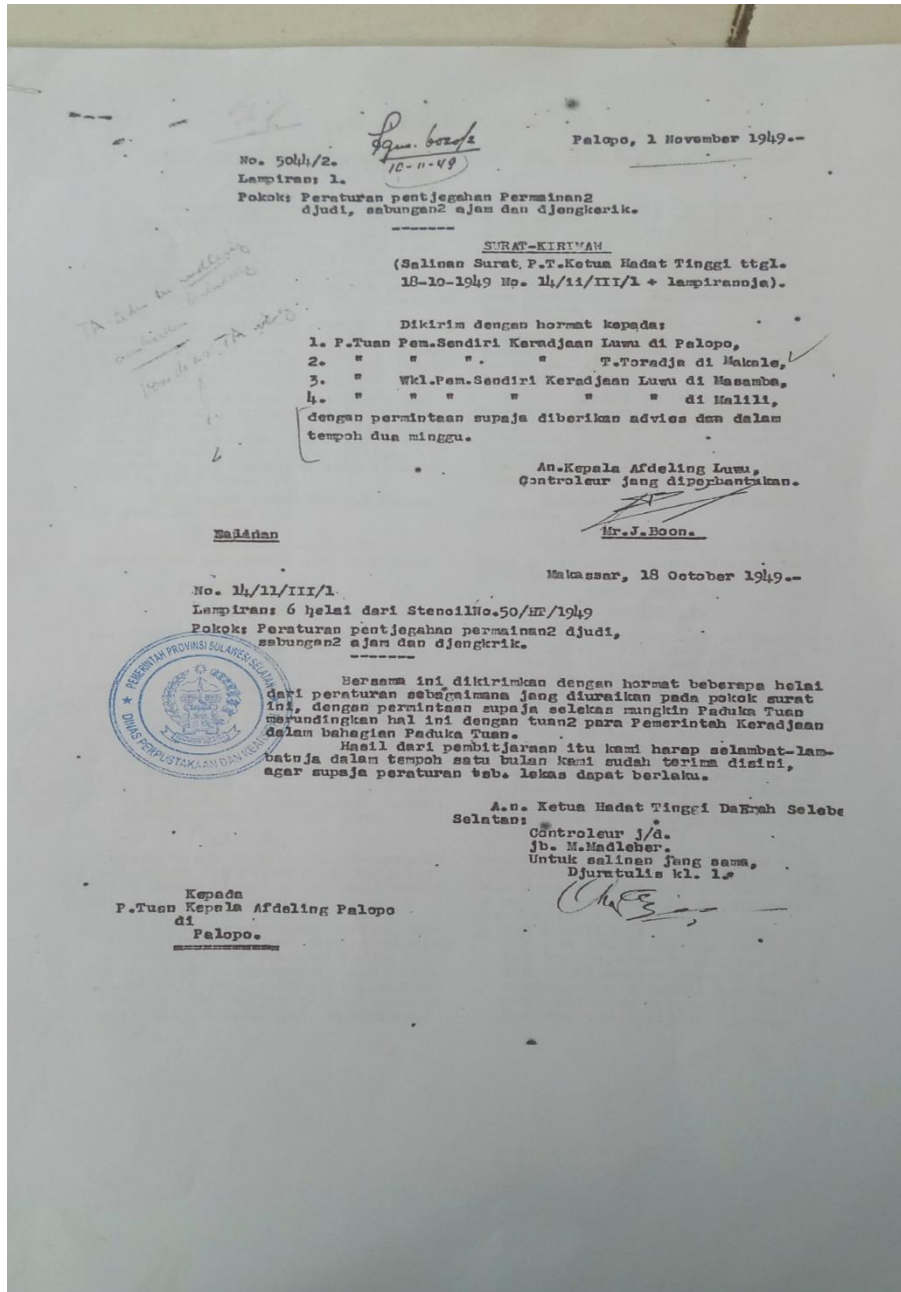 Palopo, 1 November 1949.-
10-11-49
No. 5044/2.
Lampiran: 1.
Pokok: Peraturan pentjegahan Permainan2
djudi, sabungan2 ajam dan djengkerik.
SURAT-KIRIMAN
(Salinan Surat P.T.Ketua Hadat Tinggi ttgl.
18-10-1949 No. 14/11/III/1 + lampirannja).
Dikirim dengan hormat kepada:
1. P.Tuan Pem.Sendiri Keradjaan Luwu di Palopo,
2. " " ". " T.Toradja di Makale,
3. " Wkl.Pem.Sendiri Keradjaan Luwu di Masamba,
4. " " " " " " di Malili,
dengan permintaan supaja diberikan advies dan dalam
tempoh dua minggu.
An.Kepala Afdeling Luwu,
Controleur jang diperbantukan.
Mr.J.Boon.
Salinan
Makassar, 18 October 1949.-
No. 14/11/III/1.
Lampiran: 6 helai dari StencilNo.50/HT/1949
Pokok: Peraturan pentjegahan permainan2 djudi,
sabungan2 ajam dan djengkrik.
PEMERINTAH PROVINSI SULAWESI SELATAN
DINAS PERPUSTAKAAN DAN
Bersama ini dikirimkan dengan hormat beberapa helai
dari peraturan sebagaimana jang diuraikan pada pokok surat
ini, dengan permintaan supaja selekas mungkin Paduka Tuan
merundingkan hal ini dengan tuan2 para Pemerintah Keradjaan
dalam bahagian Paduka Tuan.
Hasil dari pembitjaraan itu kami harap selambat-lam-
batnja dalam tempoh satu bulan kami sudah terima disini,
agar supaja peraturan tsb. lekas dapat berlaku.
A.n. Ketua Hadat Tinggi DaErah Selebe
Selatan:
Controleur j/d.
jb. M.Madleher.
Untuk salinan jang sama,
Djurutulis kl. 1.
Kepada
P.Tuan Kepala Afdeling Palopo
di
Palopo.